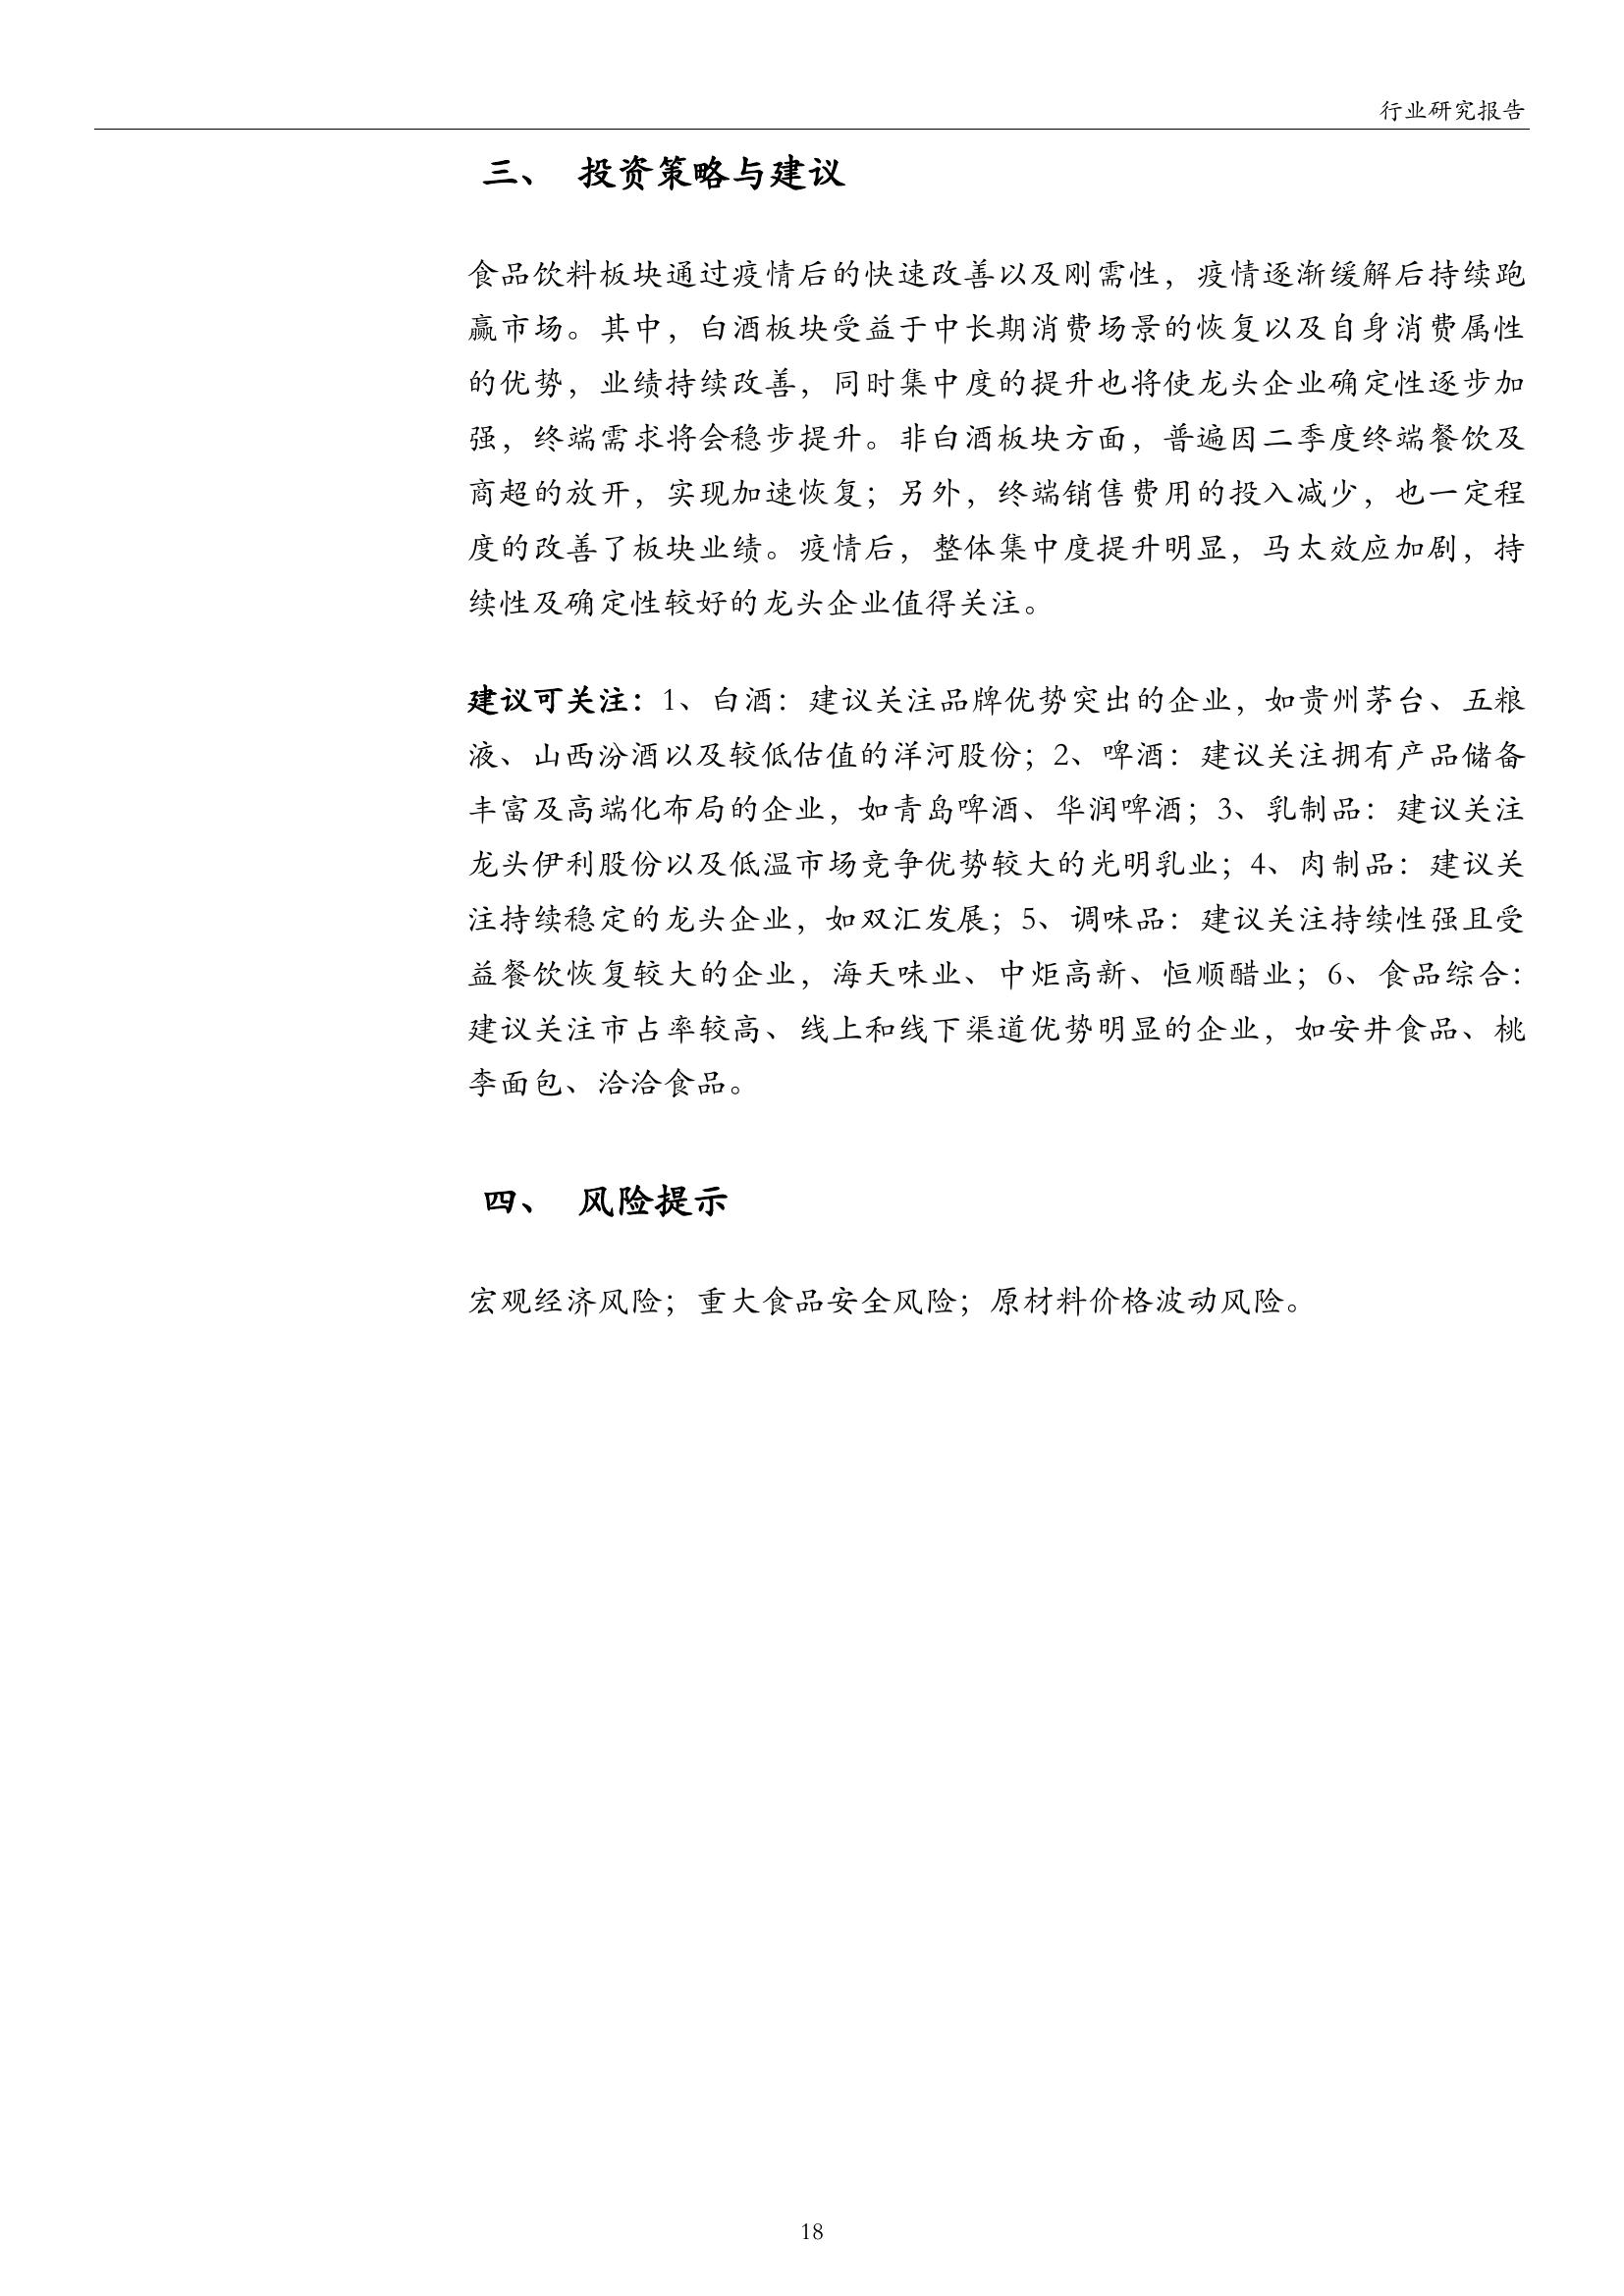 行业研究报告
三、 投资策略与建议
食品饮料板块通过疫情后的快速改善以及刚需性，疫情逐渐缓解后持续跑
赢市场。其中，白酒板块受益于中长期消费场景的恢复以及自身消费属性
的优势，业绩持续改善，同时集中度的提升也将使龙头企业确定性逐步加
强，终端需求将会稳步提升。非白酒板块方面，普遍因二季度终端餐饮及
商超的放开，实现加速恢复；另外，终端销售费用的投入减少，也一定程
度的改善了板块业绩。疫情后，整体集中度提升明显，马太效应加剧，持
续性及确定性较好的龙头企业值得关注。
建议可关注：1、白酒：建议关注品牌优势突出的企业，如贵州茅台、五粮
液、山西汾酒以及较低估值的洋河股份；2、啤酒：建议关注拥有产品储备
丰富及高端化布局的企业，如青岛啤酒、华润啤酒；3、乳制品：建议关注
龙头伊利股份以及低温市场竞争优势较大的光明乳业；4、肉制品：建议关
注持续稳定的龙头企业，如双汇发展；5、调味品：建议关注持续性强且受
益餐饮恢复较大的企业，海天味业、中炬高新、恒顺醋业；6、食品综合：
建议关注市占率较高、线上和线下渠道优势明显的企业，如安井食品、桃
李面包、洽洽食品。
四、 风险提示
宏观经济风险；重大食品安全风险；原材料价格波动风险。
18